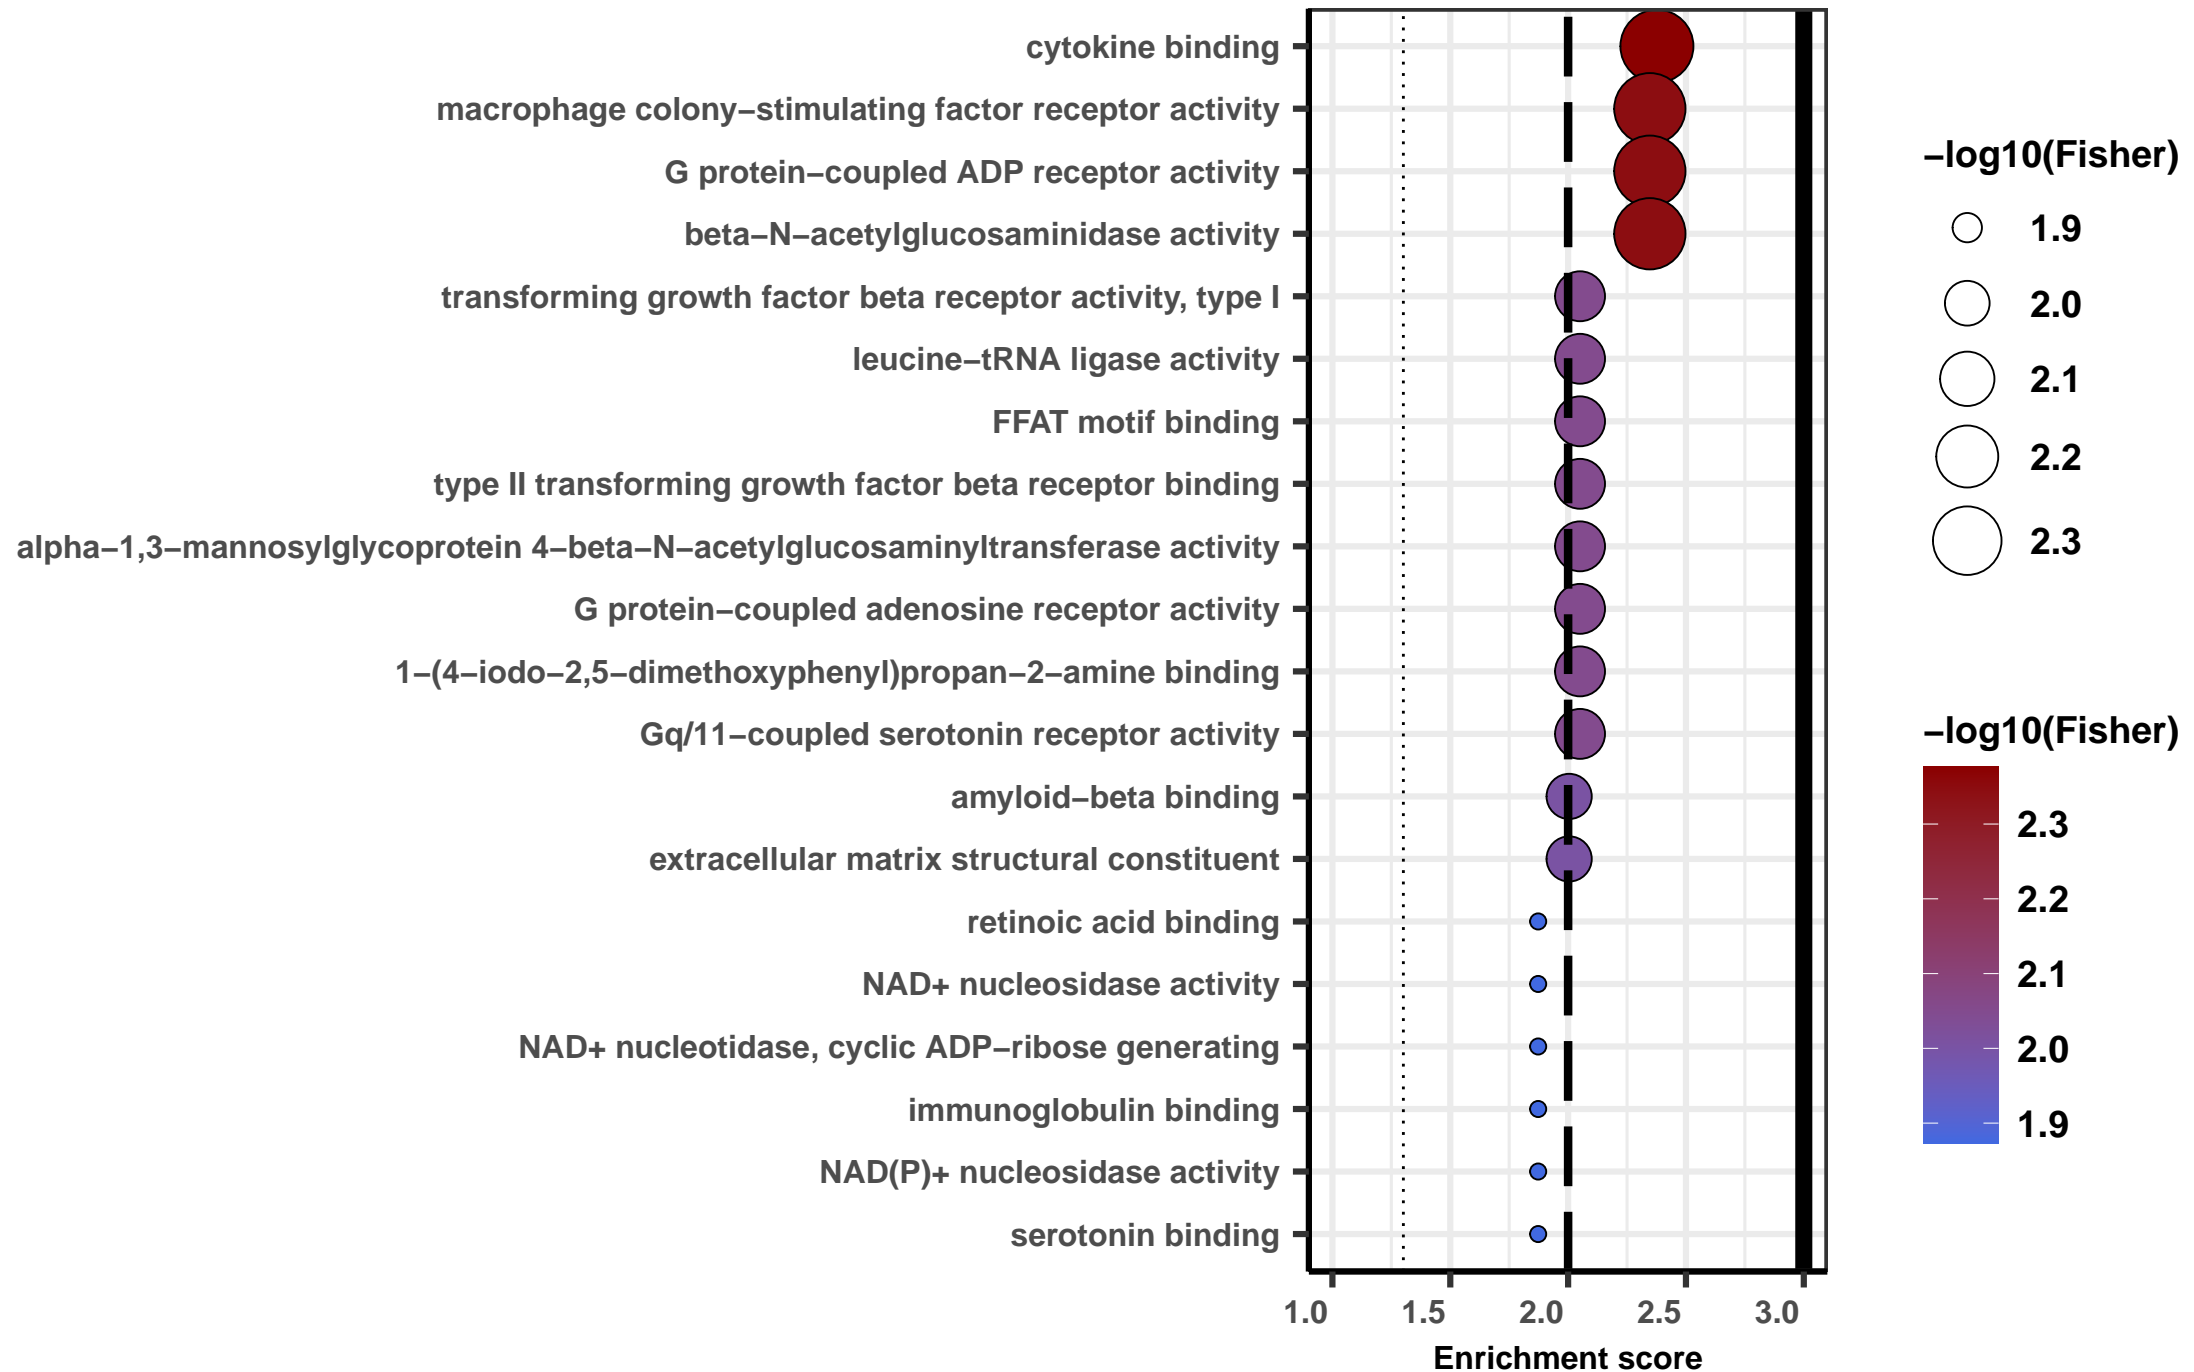 cytokine binding
macrophage colony−stimulating factor receptor activity
G protein−coupled ADP receptor activity
beta−N−acetylglucosaminidase activity
transforming growth factor beta receptor activity, type I
leucine−tRNA ligase activity
FFAT motif binding
type II transforming growth factor beta receptor binding
alpha−1,3−mannosylglycoprotein 4−beta−N−acetylglucosaminyltransferase activity
G protein−coupled adenosine receptor activity
1−(4−iodo−2,5−dimethoxyphenyl)propan−2−amine binding
Gq/11−coupled serotonin receptor activity
amyloid−beta binding
extracellular matrix structural constituent
retinoic acid binding
NAD+ nucleosidase activity
NAD+ nucleotidase, cyclic ADP−ribose generating
immunoglobulin binding
NAD(P)+ nucleosidase activity
serotonin binding
1.0 1.5 2.0 2.5 3.0
Enrichment score
−log10(Fisher)
1.9
2.0
2.1
2.2
2.3
−log10(Fisher)
2.3
2.2
2.1
2.0
1.9